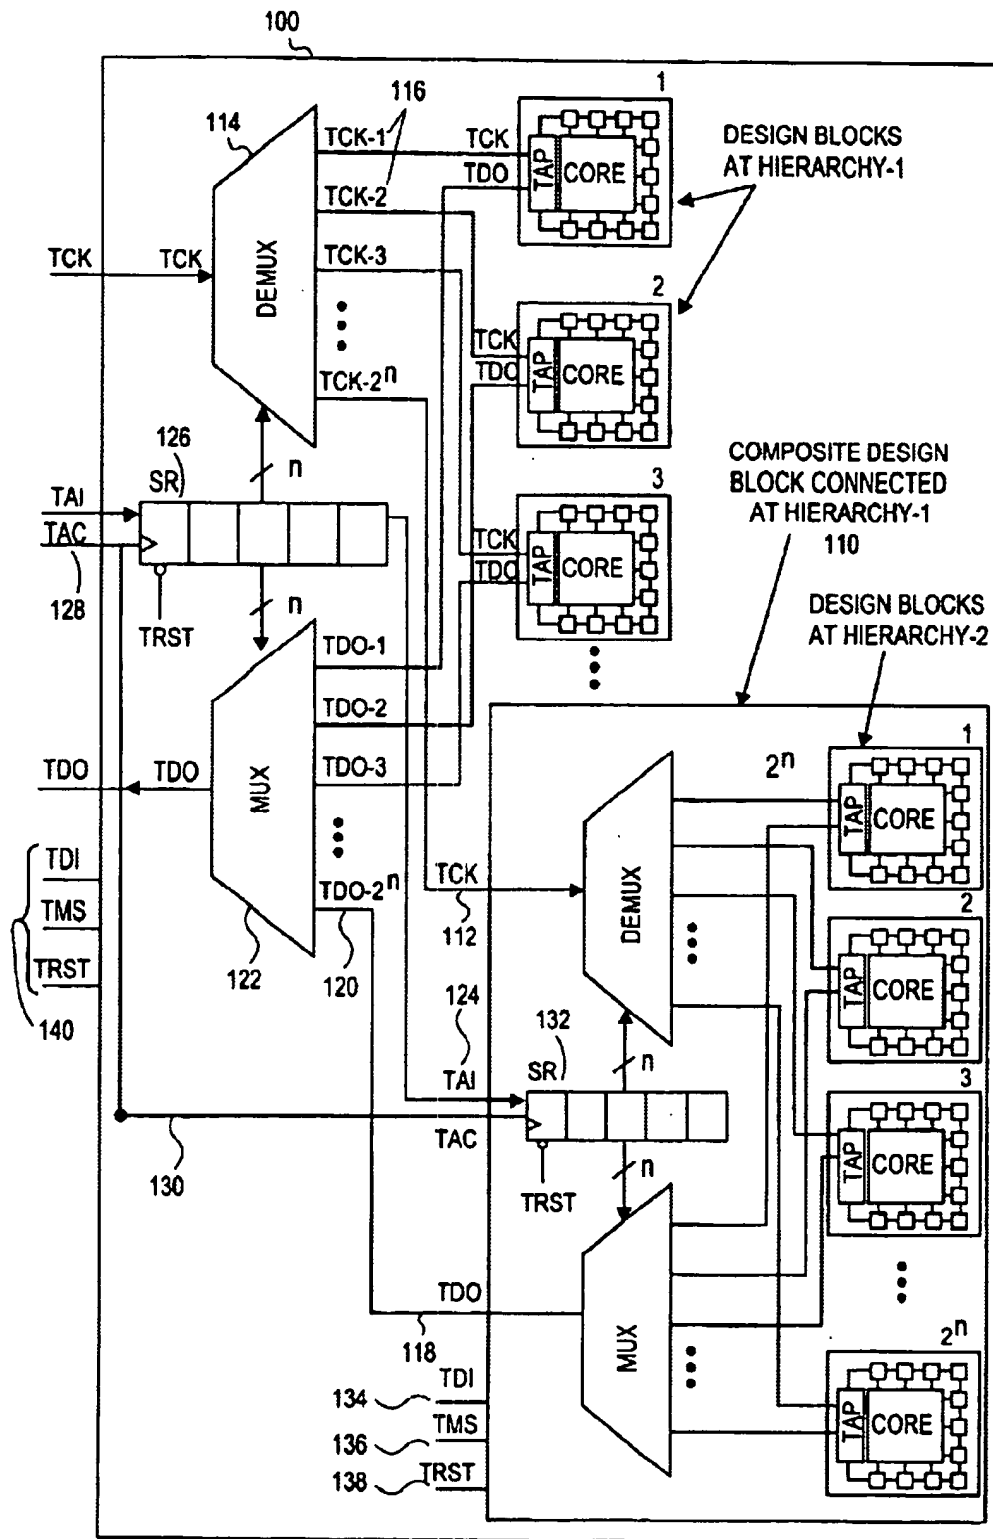 100
114
116
TCK-1
TCK
TDO
TCK-2
TCK-3
TCK-2ⁿ
TCK
TCK
DEMUX
1
TAP
CORE
DESIGN BLOCKS
AT HIERARCHY-1
2
TCK
TDO
TAP
CORE
126
SR
n
TAI
TAC
128
TRST
n
3
TCK
TDO
TAP
CORE
COMPOSITE DESIGN
BLOCK CONNECTED
AT HIERARCHY-1
110
DESIGN BLOCKS
AT HIERARCHY-2
TDO-1
TDO-2
TDO-3
TDO-2ⁿ
TDO
TDO
MUX
122
120
TDI
TMS
TRST
140
2ⁿ
TCK
112
DEMUX
1
TAP
CORE
2
TAP
CORE
124
TAI
TAC
132
SR
n
TRST
n
130
3
TAP
CORE
TDO
118
MUX
2ⁿ
TAP
CORE
TDI
134
TMS
136
TRST
138